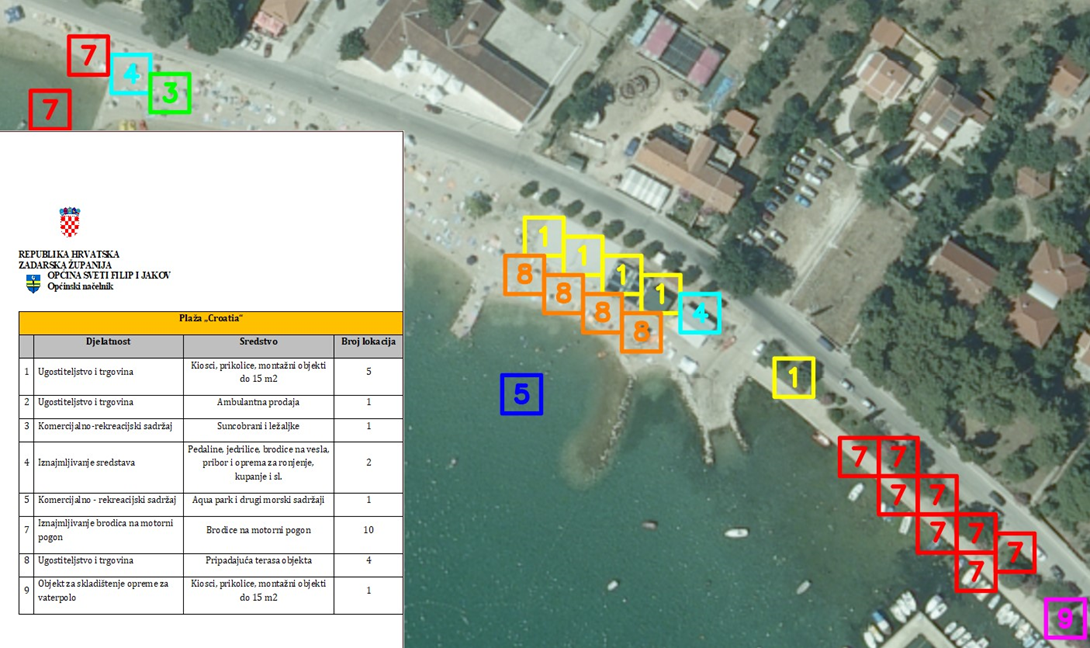 7
4
3
7
REPUBLIKA HRVATSKA
ZADARSKA ŽUPANIJA
OPĆINA SVETI FILIP I JAKOV
Općinski načelnik
Plaža „Croatia“
Djelatnost Sredstvo Broj lokacija
1 Ugostiteljstvo i trgovina Kiosci, prikolice, montažni objekti
do 15 m2 5
2 Ugostiteljstvo i trgovina Ambulantna prodaja 1
3 Komercijalno-rekreacijski sadržaj Suncobrani i ležaljke 1
4 Iznajmljivanje sredstava Pedaline, jedrilice, brodice na vesla,
pribor i oprema za ronjenje,
kupanje i sl. 2
5 Komercijalno - rekreacijski sadržaj Aqua park i drugi morski sadržaji 1
7 Iznajmljivanje brodica na motorni
pogon Brodice na motorni pogon 10
8 Ugostiteljstvo i trgovina Pripadajuća terasa objekta 4
9 Objekt za skladištenje opreme za
vaterpolo Kiosci, prikolice, montažni objekti
do 15 m2 1
1
1
8
1
8
1
8
4
8
1
5
7 7
7 7
7 7
7
7
9